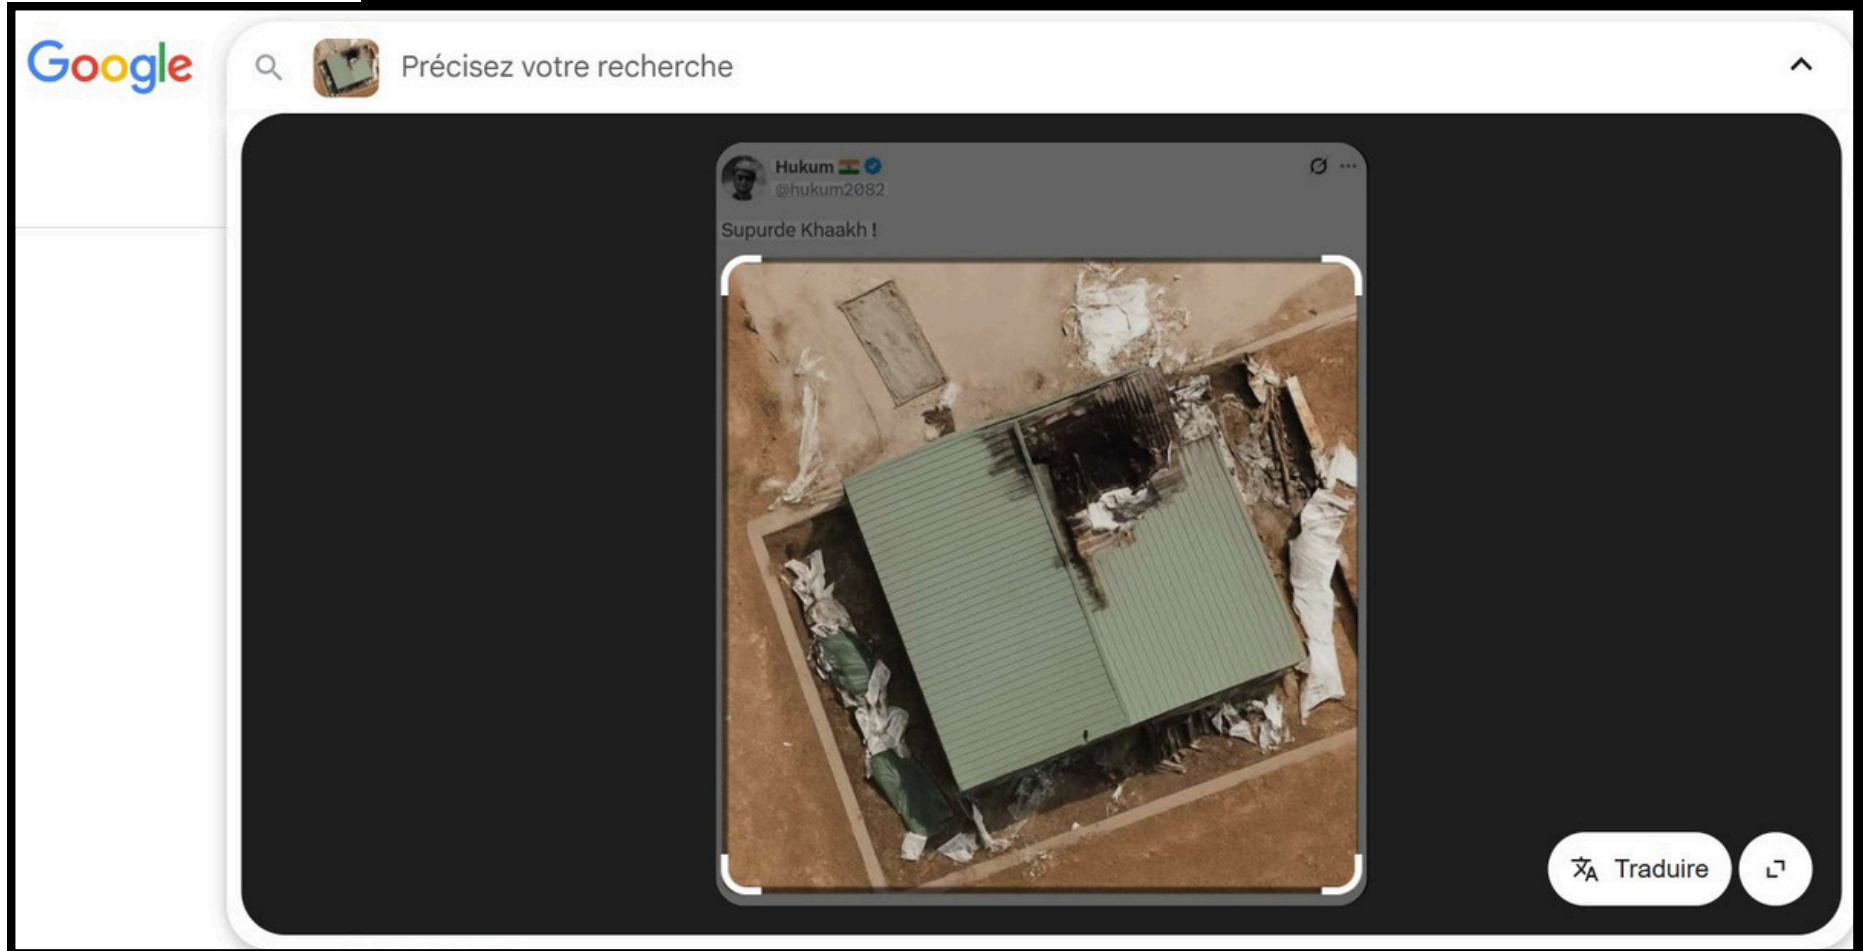 Google
Précisez votre recherche
Hukum
@hukum2082
Supurde Khaakh !
Traduire